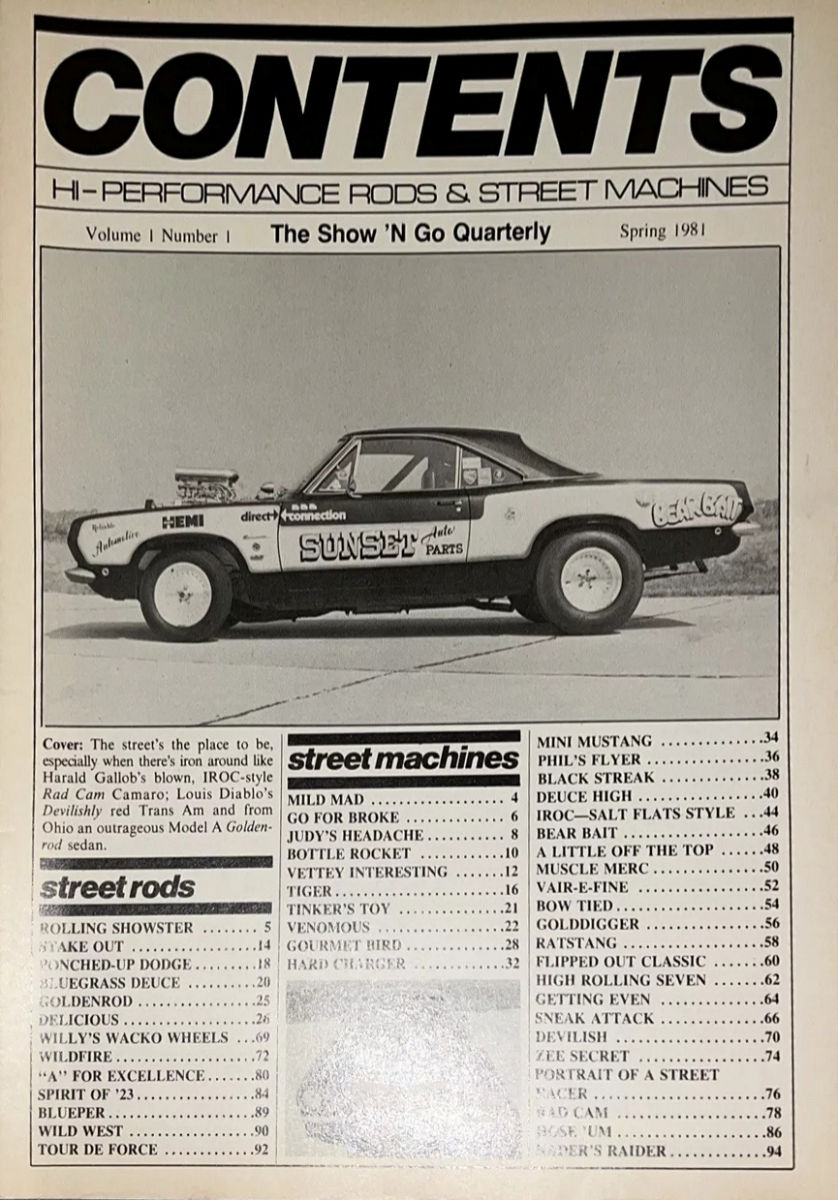 CONTENTS
HI-PERFORMANCE RODS & STREET MACHINES
Volume 1 Number 1 The Show 'N Go Quarterly Spring 1981
Reliable
Automotive
HEMI
direct connection
SUNSET Auto
PARTS
BEAR BAIT
Cover: The street's the place to be,
especially when there's iron around like
Harald Gallob's blown, IROC-style
Rad Cam Camaro; Louis Diablo's
Devilishly red Trans Am and from
Ohio an outrageous Model A Golden-
rod sedan.
street rods
ROLLING SHOWSTER ........ 5
STAKE OUT ................14
PONCHED-UP DODGE.........18
BLUEGRASS DEUCE ..........20
GOLDENROD................25
DELICIOUS..................26
WILLY'S WACKO WHEELS ...69
WILDFIRE...................72
"A" FOR EXCELLENCE.......80
SPIRIT OF '23................84
BLUEPER....................89
WILD WEST .................90
TOUR DE FORCE .............92
street machines
MILD MAD .................. 4
GO FOR BROKE .............. 6
JUDY'S HEADACHE........... 8
BOTTLE ROCKET ...........10
VETTEY INTERESTING .......12
TIGER.......................16
TINKER'S TOY ..............21
VENOMOUS .................22
GOURMET BIRD .............28
HARD CHARGER ............32
MINI MUSTANG .............34
PHIL'S FLYER ...............36
BLACK STREAK .............38
DEUCE HIGH ................40
IROC—SALT FLATS STYLE ...44
BEAR BAIT ..................46
A LITTLE OFF THE TOP ......48
MUSCLE MERC ..............50
VAIR-E-FINE ................52
BOW TIED...................54
GOLDDIGGER ...............56
RATSTANG ..................58
FLIPPED OUT CLASSIC ......60
HIGH ROLLING SEVEN .......62
GETTING EVEN .............64
SNEAK ATTACK..............66
DEVILISH...................70
ZEE SECRET .................74
PORTRAIT OF A STREET
RACER .....................76
RAD CAM ...................78
HOSE 'UM ...................86
NADER'S RAIDER............94